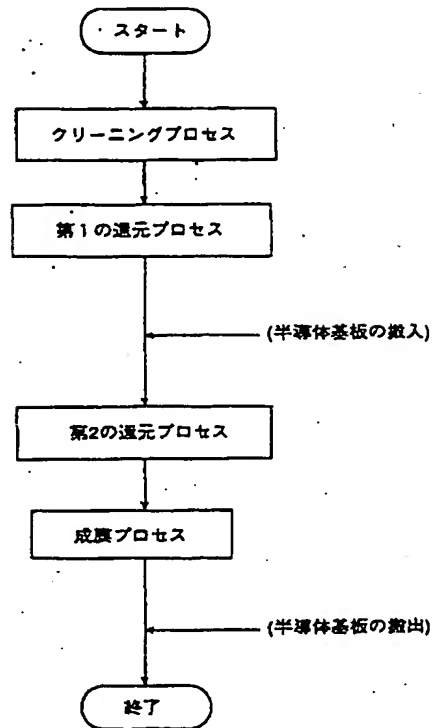 スタート
クリーニングプロセス
第1の還元プロセス
(半導体基板の搬入)
第2の還元プロセス
成膜プロセス
(半導体基板の搬出)
終了